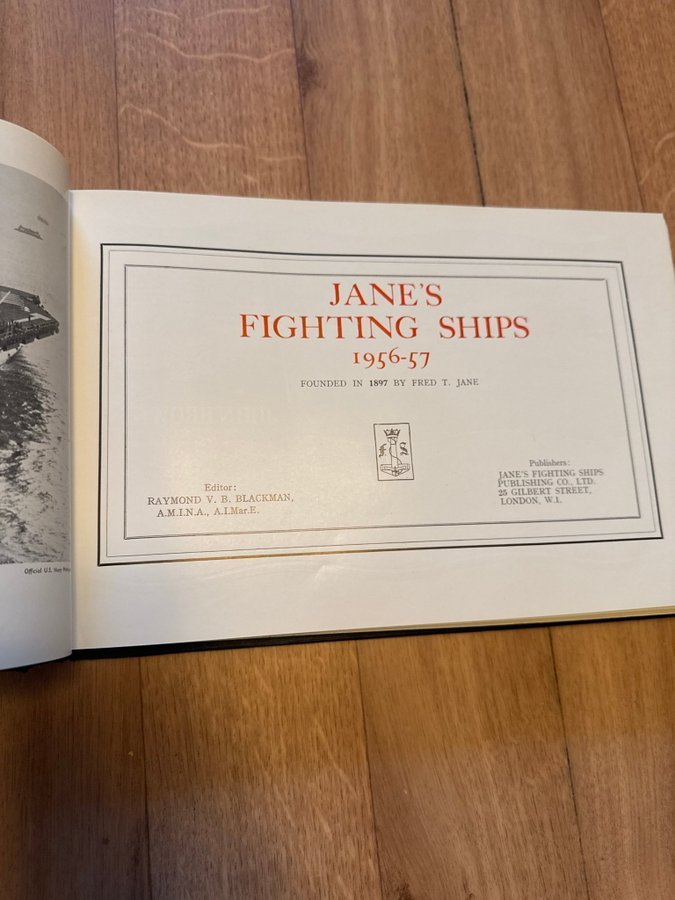 JANE'S
FIGHTING SHIPS
1956-57
FOUNDED IN 1897 BY FRED T. JANE
Editor:
RAYMOND V. B. BLACKMAN,
A.M.I.N.A., A.I.Mar.E.
Publishers:
JANE'S FIGHTING SHIPS
PUBLISHING CO., LTD.
25 GILBERT STREET,
LONDON, W.1.
Official U.S. Navy